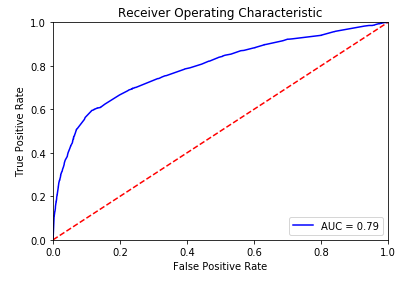 Receiver Operating Characteristic
True Positive Rate
1.0
0.8
0.6
0.4
0.2
0.0
AUC = 0.79
0.0 0.2 0.4 0.6 0.8 1.0
False Positive Rate